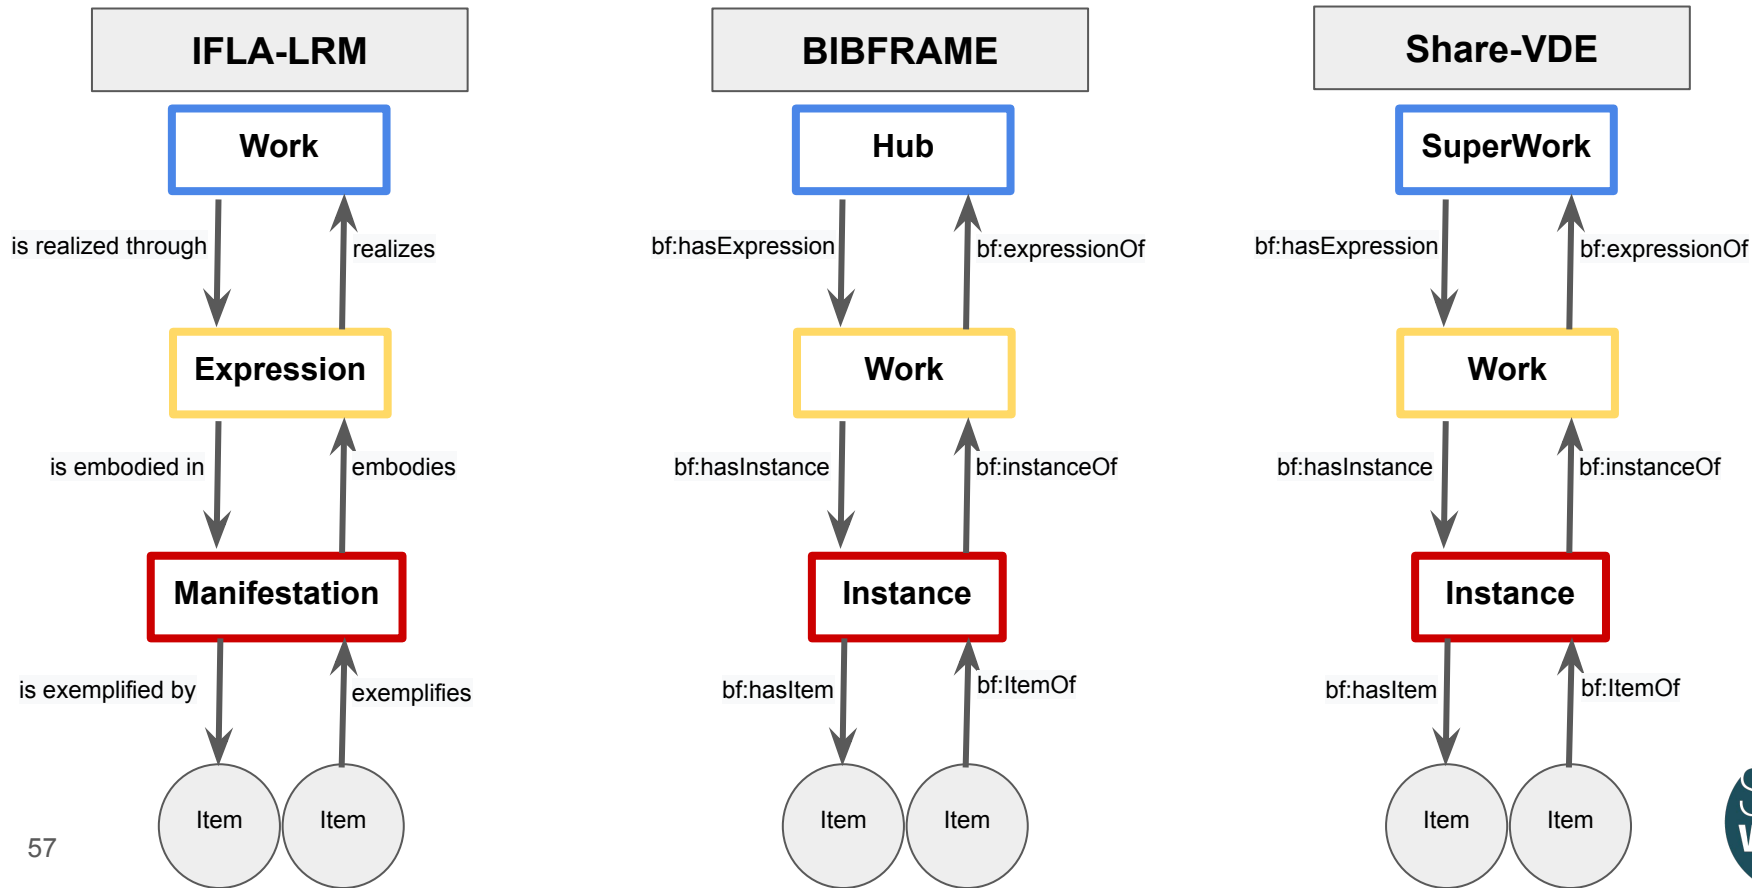 IFLA-LRM
BIBFRAME
Share-VDE
Work
Hub
SuperWork
is realized through
realizes
bf:hasExpression
bf:expressionOf
bf:hasExpression
bf:expressionOf
Expression
Work
Work
is embodied in
embodies
bf:hasInstance
bf:instanceOf
bf:hasInstance
bf:instanceOf
Manifestation
Instance
Instance
is exemplified by
exemplifies
bf:hasItem
bf:ItemOf
bf:hasItem
bf:ItemOf
Item
Item
Item
Item
Item
Item
57